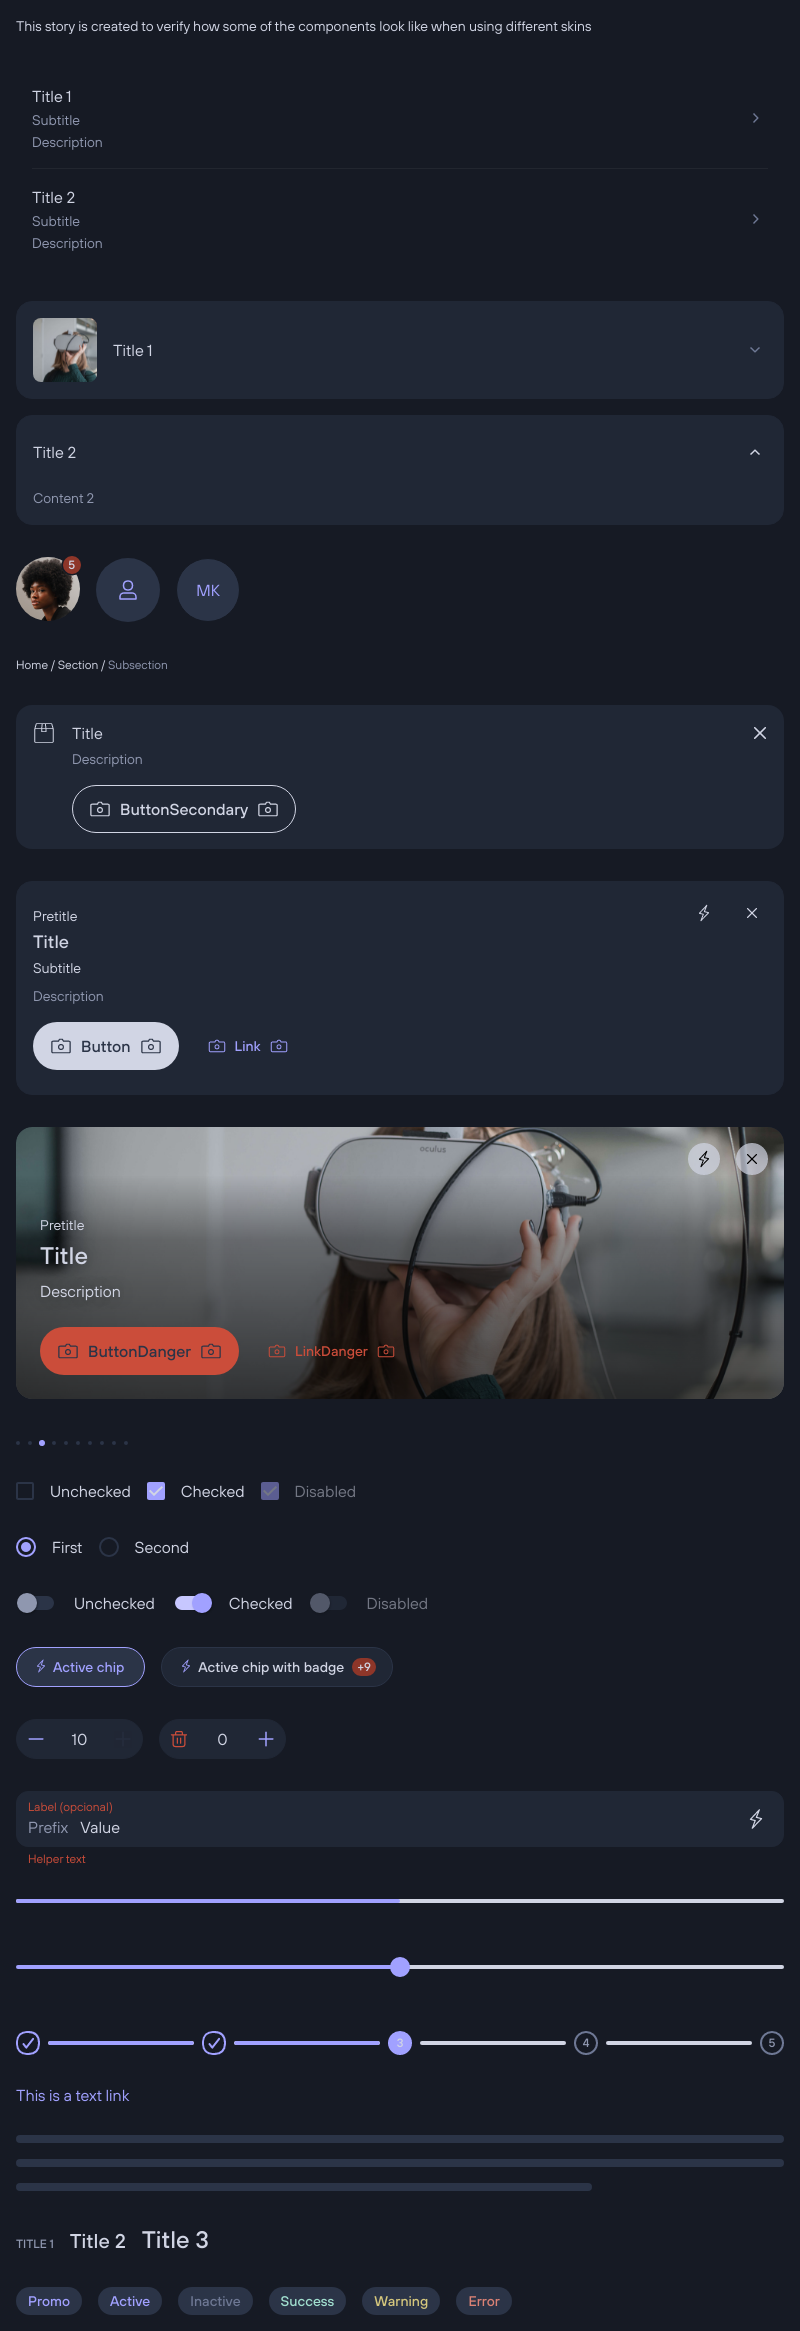 This story is created to verify how some of the components look like when using different skins
Title 1
Subtitle
Description
Title 2
Subtitle
Description
Title 1
Title 2
Content 2
5
MK
Home / Section / Subsection
Title
Description
ButtonSecondary
Pretitle
Title
Subtitle
Description
Button Link
oculus
Pretitle
Title
Description
ButtonDanger LinkDanger
Unchecked Checked Disabled
First Second
Unchecked Checked Disabled
Active chip Active chip with badge +9
10 0
Label (opcional)
Prefix Value
Helper text
3 4 5
This is a text link
TITLE 1 Title 2 Title 3
Promo Active Inactive Success Warning Error